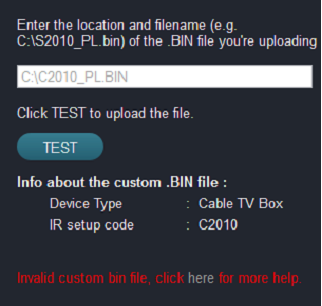 Enter the location and filename (e.g.
C:\S2010_PL.bin) of the .BIN file you're uploading
C:\C2010_PL.BIN
Click TEST to upload the file.
TEST
Info about the custom .BIN file :
Device Type : Cable TV Box
IR setup code : C2010
Invalid custom bin file, click here for more help.